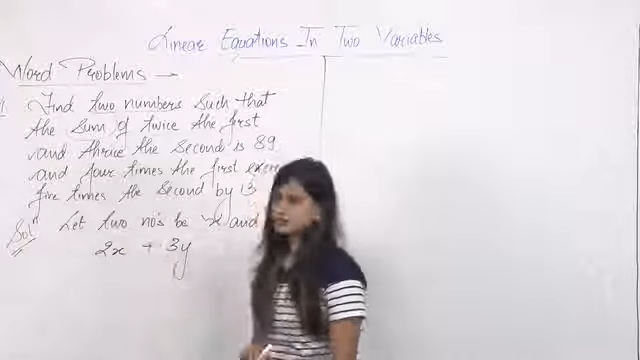 Linear Equations In Two Variables
Word Problems →
Find two numbers such that
the sum of twice the first
and thrice the second is 89
and four times the first
five times the second by 13
Solⁿ Let two no's be 'x' and
2x + 3y